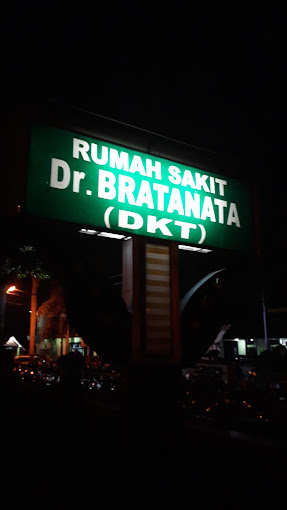 RUMAH SAKIT
Dr. BRATANATA
(DKT)